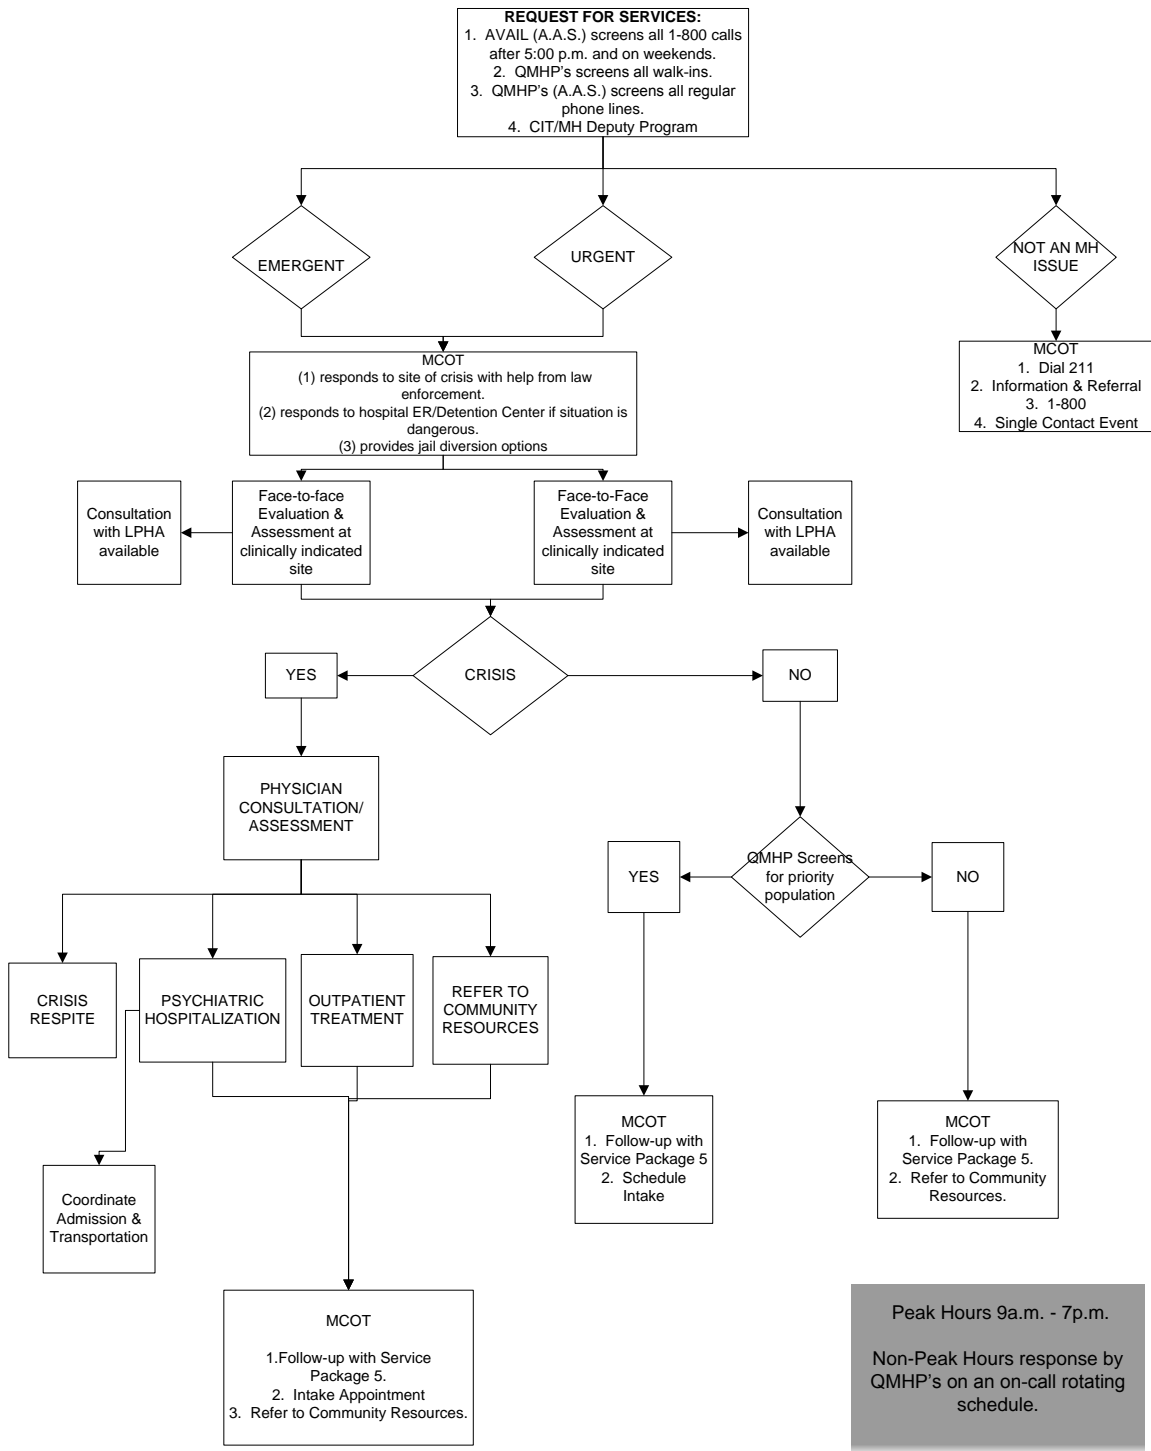 REQUEST FOR SERVICES:
1. AVAIL (A.A.S.) screens all 1-800 calls
after 5:00 p.m. and on weekends.
2. QMHP's screens all walk-ins.
3. QMHP's (A.A.S.) screens all regular
phone lines.
4. CIT/MH Deputy Program
EMERGENT
URGENT
NOT AN MH
ISSUE
MCOT
(1) responds to site of crisis with help from law
enforcement.
(2) responds to hospital ER/Detention Center if situation is
dangerous.
(3) provides jail diversion options
MCOT
1. Dial 211
2. Information & Referral
3. 1-800
4. Single Contact Event
Consultation
with LPHA
available
Face-to-face
Evaluation &
Assessment at
clinically indicated
site
Face-to-Face
Evaluation &
Assessment at
clinically indicated
site
Consultation
with LPHA
available
YES
CRISIS
NO
PHYSICIAN
CONSULTATION/
ASSESSMENT
YES
QMHP Screens
for priority
population
NO
CRISIS
RESPITE
PSYCHIATRIC
HOSPITALIZATION
OUTPATIENT
TREATMENT
REFER TO
COMMUNITY
RESOURCES
MCOT
1. Follow-up with
Service Package 5
2. Schedule
Intake
MCOT
1. Follow-up with
Service Package 5.
2. Refer to Community
Resources.
Coordinate
Admission &
Transportation
MCOT
1.Follow-up with Service
Package 5.
2. Intake Appointment
3. Refer to Community Resources.
Peak Hours 9a.m. - 7p.m.
Non-Peak Hours response by
QMHP's on an on-call rotating
schedule.